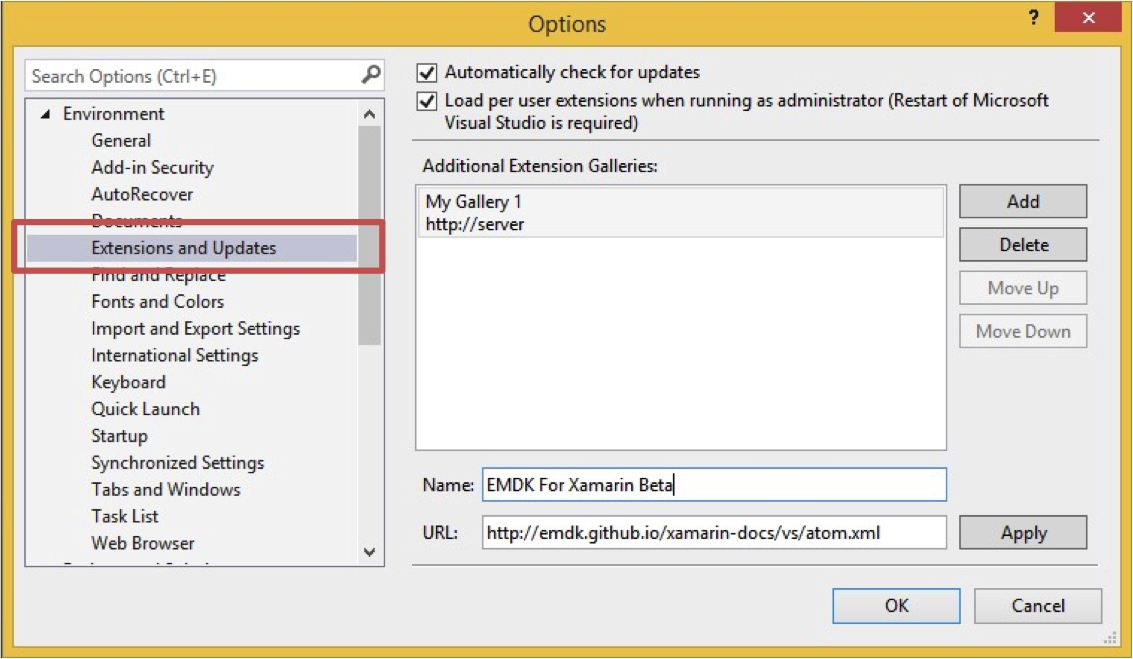 Options
?
Search Options (Ctrl+E)
Environment
General
Add-in Security
AutoRecover
Documents
Extensions and Updates
Find and Replace
Fonts and Colors
Import and Export Settings
International Settings
Keyboard
Quick Launch
Startup
Synchronized Settings
Tabs and Windows
Task List
Web Browser
Automatically check for updates
Load per user extensions when running as administrator (Restart of Microsoft
Visual Studio is required)
Additional Extension Galleries:
My Gallery 1
http://server
Add
Delete
Move Up
Move Down
Name: EMDK For Xamarin Beta
URL: http://emdk.github.io/xamarin-docs/vs/atom.xml
Apply
OK
Cancel